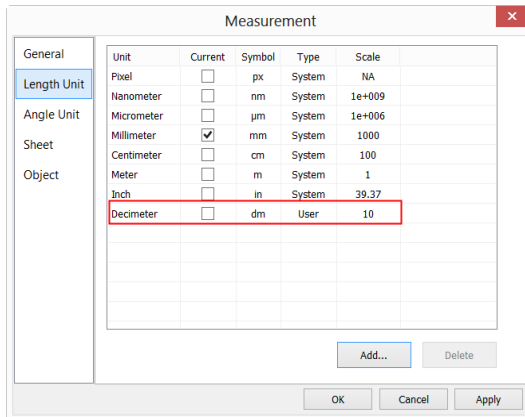 Measurement
General
Length Unit
Angle Unit
Sheet
Object
Unit Current Symbol Type Scale
Pixel px System NA
Nanometer nm System 1e+009
Micrometer µm System 1e+006
Millimeter mm System 1000
Centimeter cm System 100
Meter m System 1
Inch in System 39.37
Decimeter dm User 10
Add... Delete
OK Cancel Apply